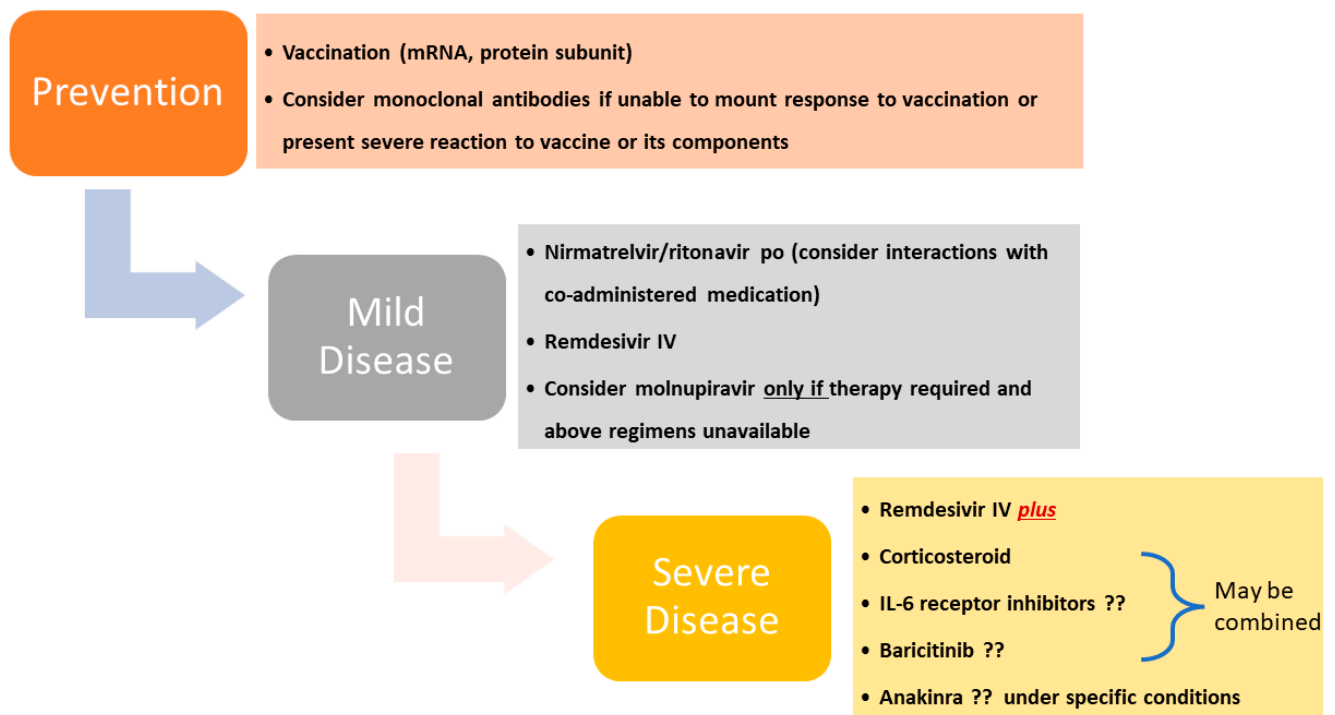 Prevention
• Vaccination (mRNA, protein subunit)
• Consider monoclonal antibodies if unable to mount response to vaccination or
present severe reaction to vaccine or its components
Mild
Disease
• Nirmatrelvir/ritonavir po (consider interactions with
co-administered medication)
• Remdesivir IV
• Consider molnupiravir only if therapy required and
above regimens unavailable
Severe
Disease
• Remdesivir IV plus
• Corticosteroid
• IL-6 receptor inhibitors ??
• Baricitinib ??
• Anakinra ?? under specific conditions
May be
combined